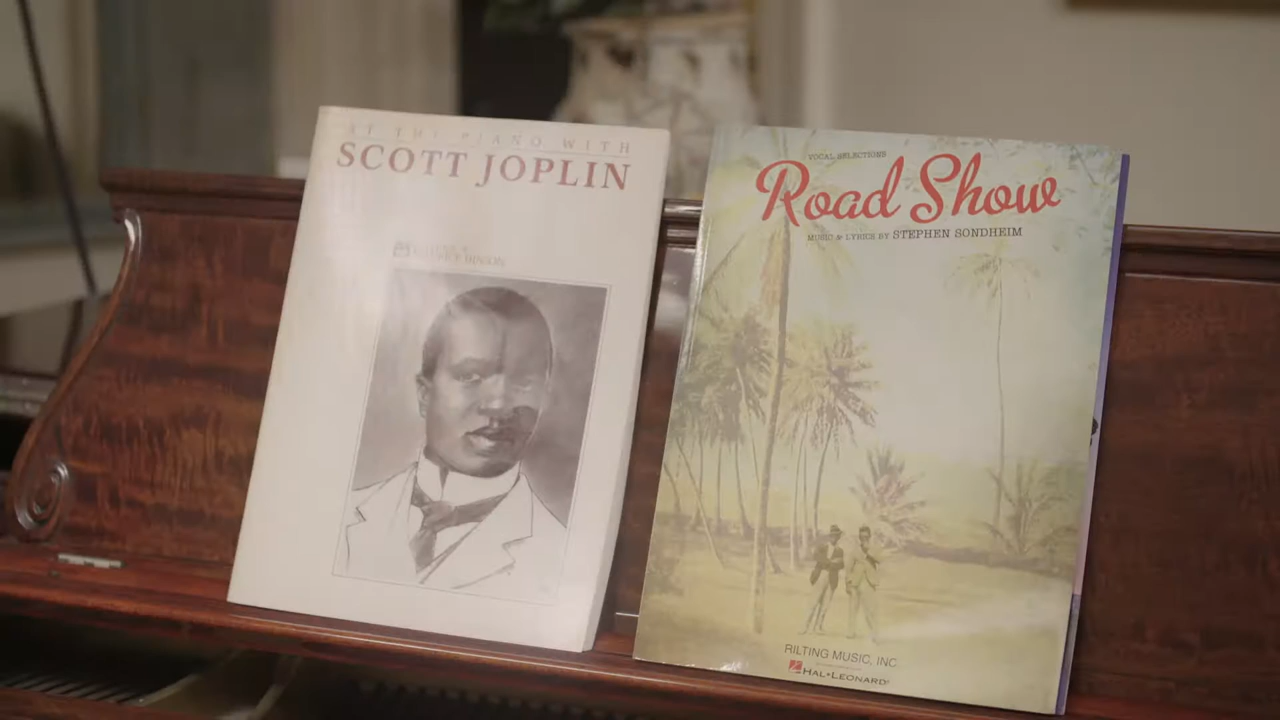 AT THE PIANO WITH
SCOTT JOPLIN
VOCAL SELECTIONS
Road Show
MUSIC & LYRICS BY STEPHEN SONDHEIM
RILTING MUSIC, INC.
HAL•LEONARD®